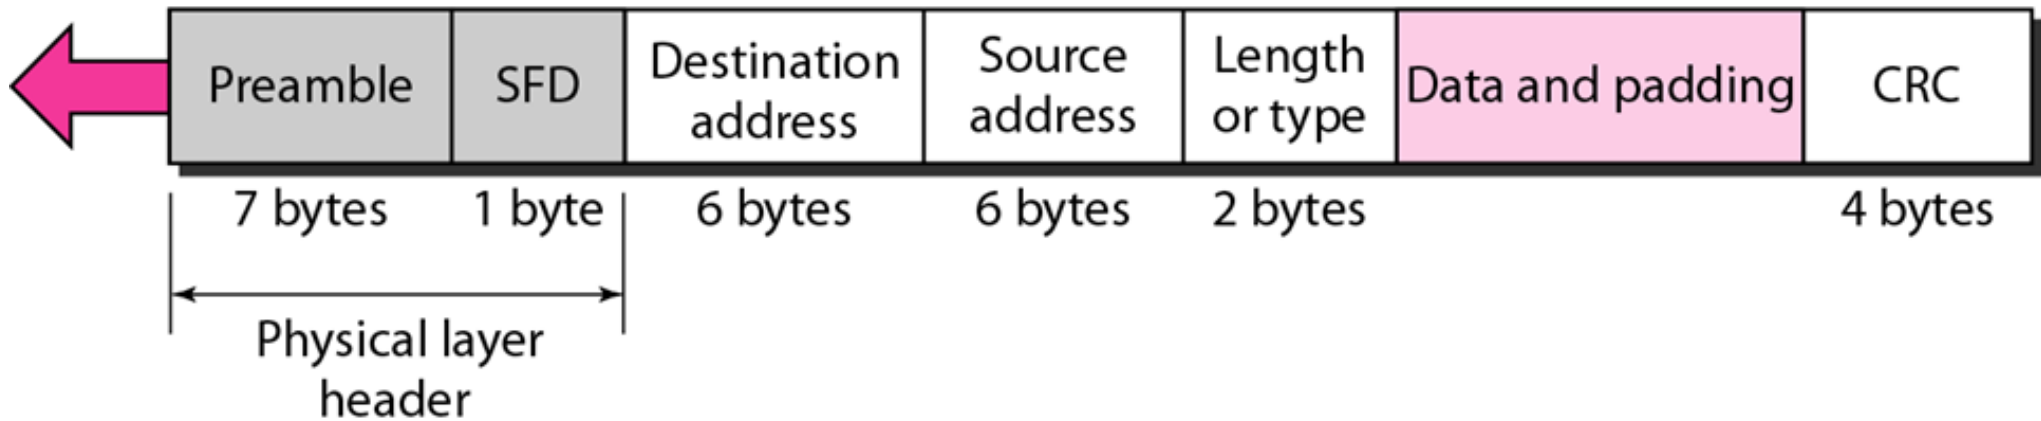 Preamble
SFD
Destination
address
Source
address
Length
or type
Data and padding
CRC
7 bytes
1 byte
6 bytes
6 bytes
2 bytes
4 bytes
Physical layer
header